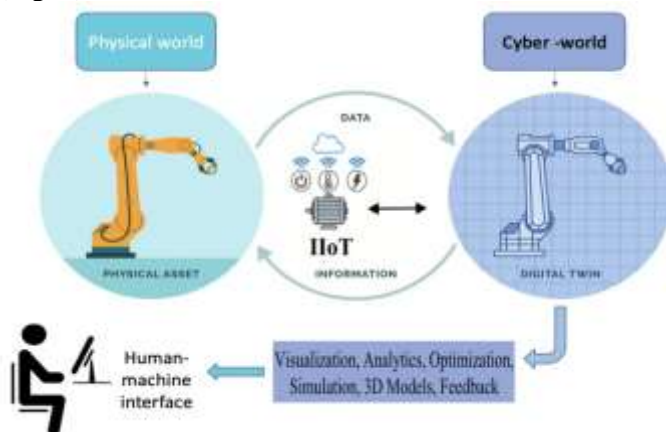 Physical world
Cyber -world
DATA
IIoT
PHYSICAL ASSET
INFORMATION
DIGITAL TWIN
Human-
machine
interface
Visualization, Analytics, Optimization,
Simulation, 3D Models, Feedback